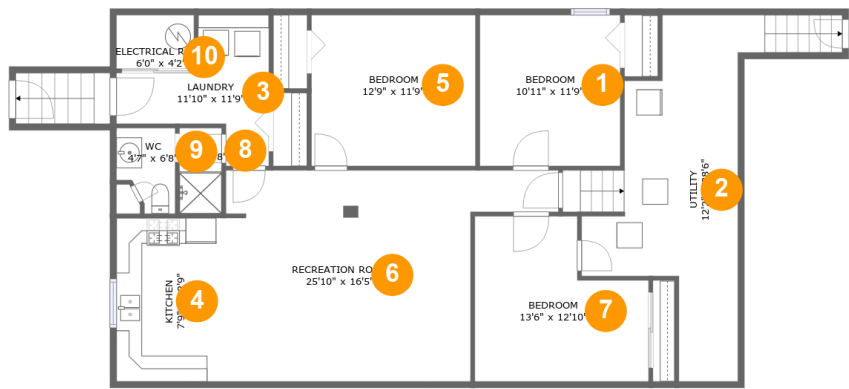 ELECTRICAL R
6'0" x 4'2"
10
LAUNDRY
11'10" x 11'9"
3
BEDROOM
12'9" x 11'9"
5
BEDROOM
10'11" x 11'9"
1
WC
4'7" x 6'8"
9
8
UTILITY
2
RECREATION RO
25'10" x 16'5"
6
KITCHEN
4
BEDROOM
13'6" x 12'10"
7